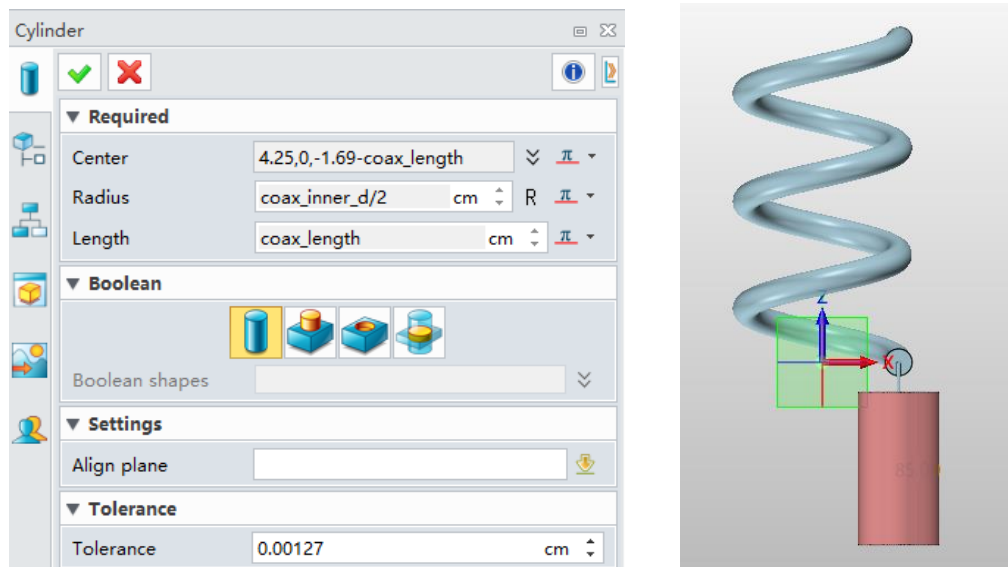 Cylinder
Required
Center 4.25,0,-1.69-coax_length
Radius coax_inner_d/2 cm R
Length coax_length cm
Boolean
Boolean shapes
Settings
Align plane
Tolerance
Tolerance 0.00127 cm
Z
X